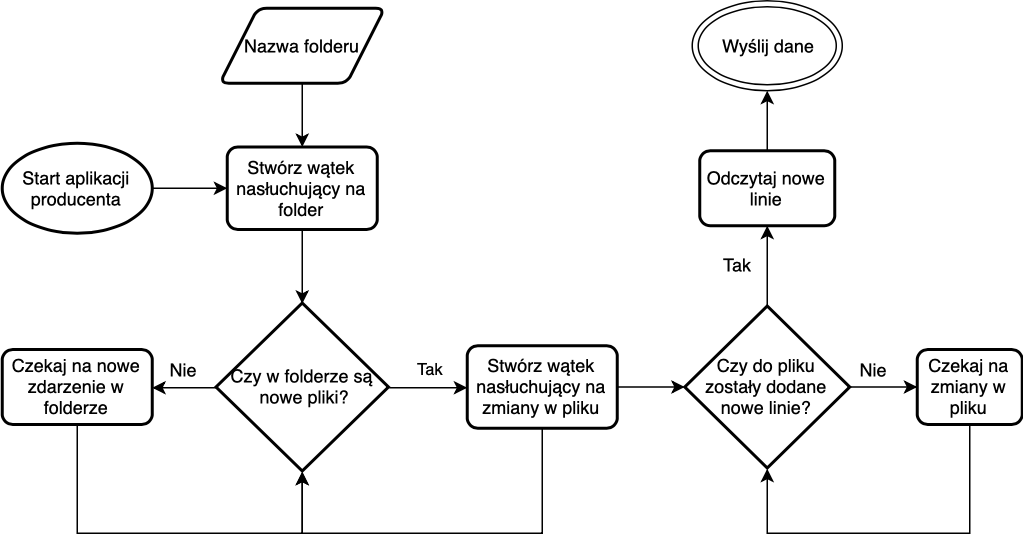 Nazwa folderu
Wyślij dane
Start aplikacji
producenta
Stwórz wątek
nasłuchujący na
folder
Odczytaj nowe
linie
Tak
Czekaj na nowe
zdarzenie w
folderze
Nie
Czy w folderze są
nowe pliki?
Tak
Stwórz wątek
nasłuchujący na
zmiany w pliku
Czy do pliku
zostały dodane
nowe linie?
Nie
Czekaj na
zmiany w
pliku